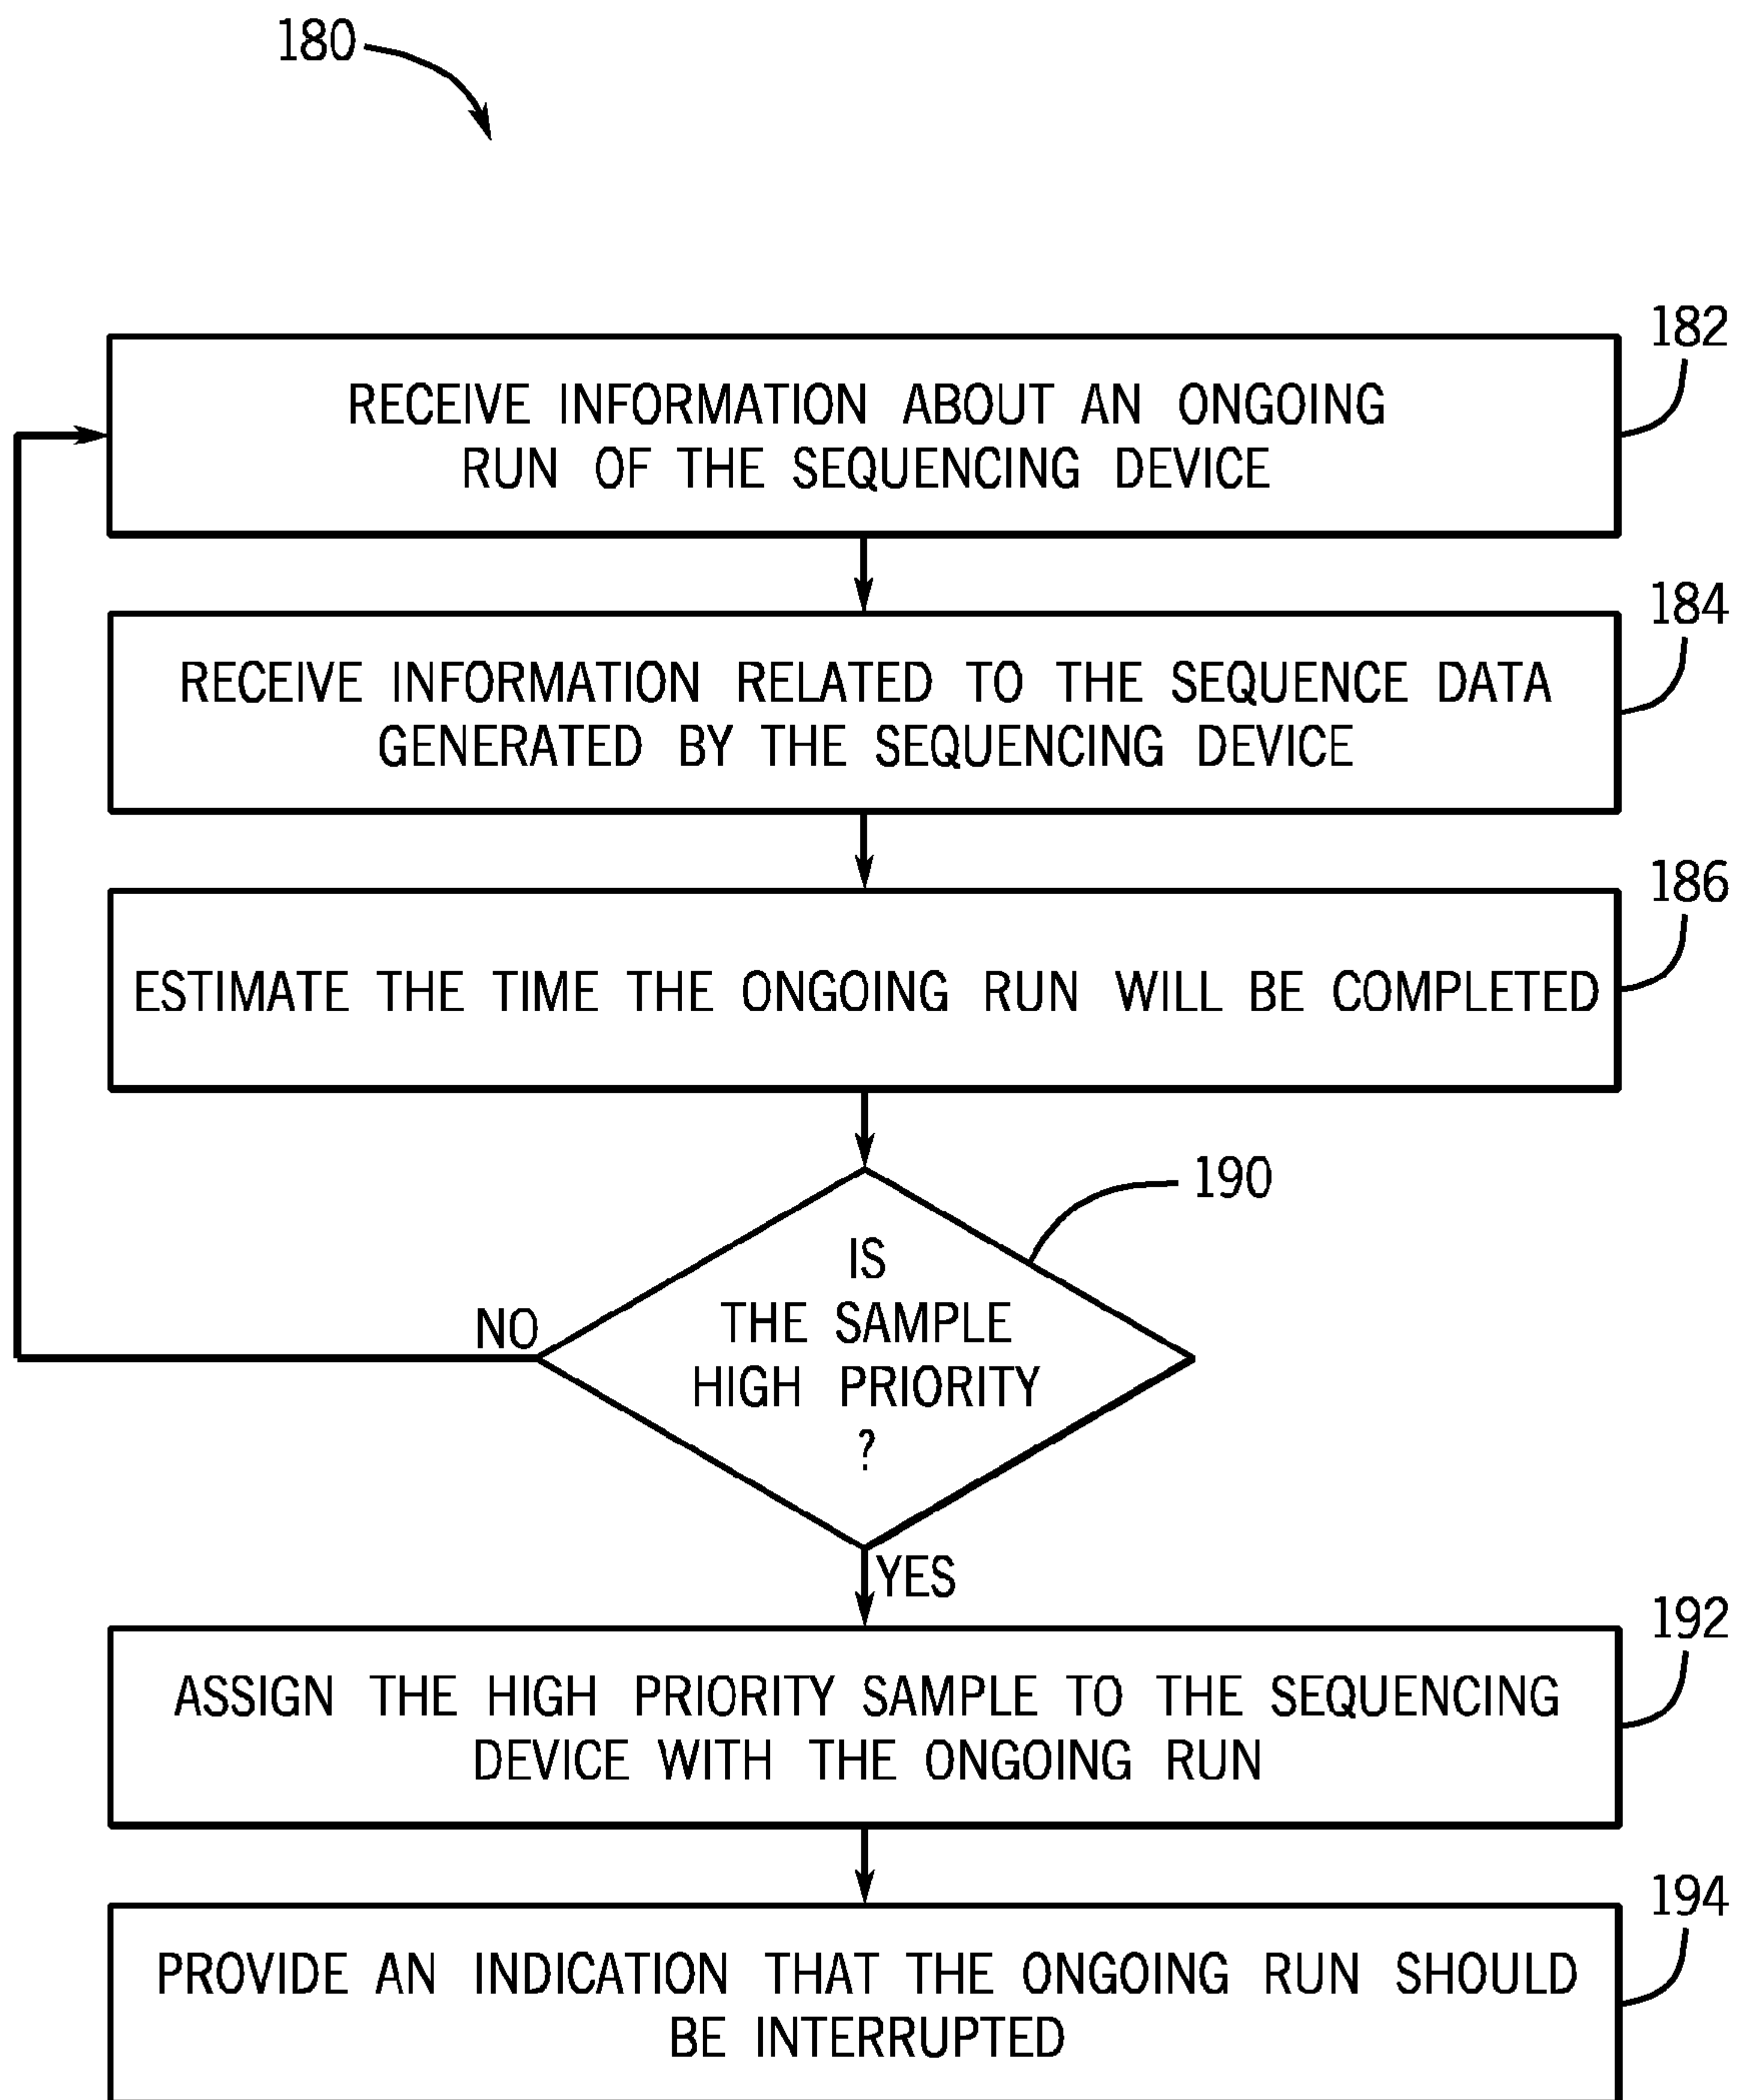 180
182
RECEIVE INFORMATION ABOUT AN ONGOING
RUN OF THE SEQUENCING DEVICE
184
RECEIVE INFORMATION RELATED TO THE SEQUENCE DATA
GENERATED BY THE SEQUENCING DEVICE
186
ESTIMATE THE TIME THE ONGOING RUN WILL BE COMPLETED
190
IS
THE SAMPLE
HIGH PRIORITY
?
NO
YES
192
ASSIGN THE HIGH PRIORITY SAMPLE TO THE SEQUENCING
DEVICE WITH THE ONGOING RUN
194
PROVIDE AN INDICATION THAT THE ONGOING RUN SHOULD
BE INTERRUPTED